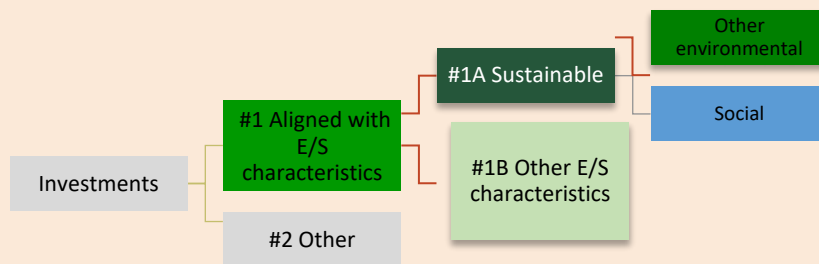 Other
environmental
#1A Sustainable
Social
#1 Aligned with
E/S
characteristics
#1B Other E/S
characteristics
Investments
#2 Other